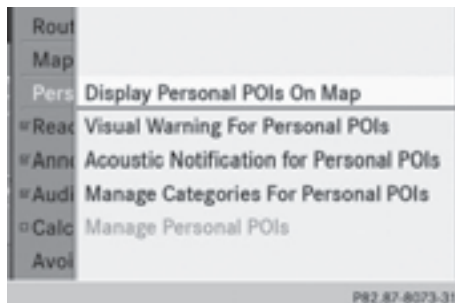 Rout
Map
Pers Display Personal POIs On Map
Reac Visual Warning For Personal POIs
Ann Acoustic Notification for Personal POIs
Audi Manage Categories For Personal POIs
Calc Manage Personal POIs
Avoi
P82.87-8073-31